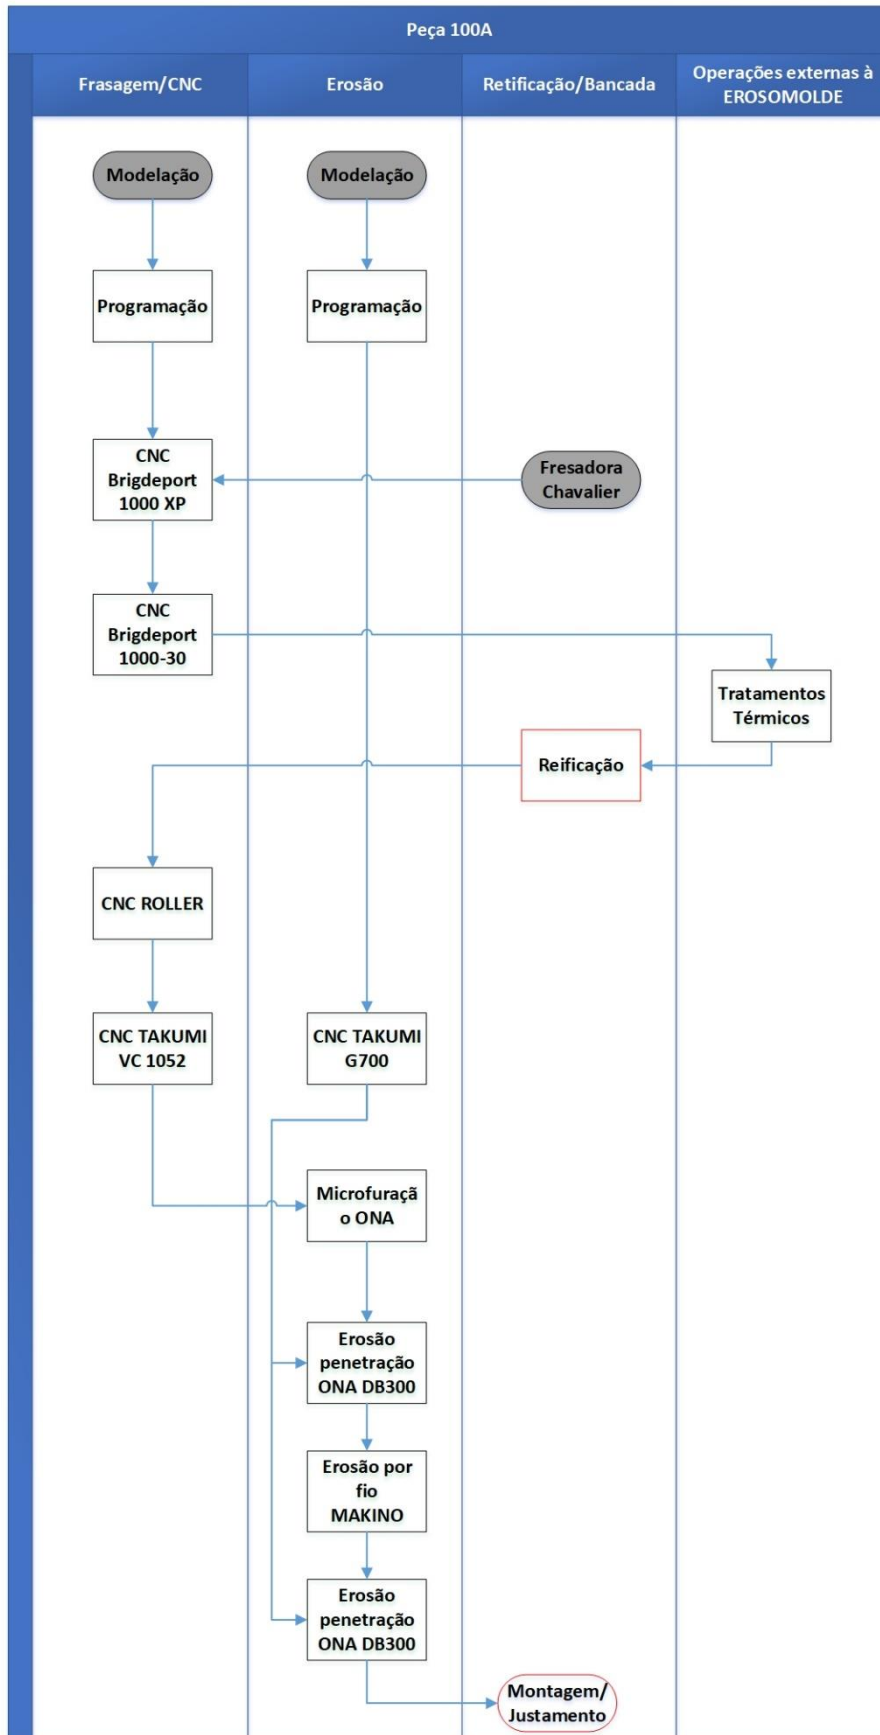 Peça 100A
Frasagem/CNC
Erosão
Retificação/Bancada
Operações externas à
EROSOMOLDE
Modelação
Modelação
Programação
Programação
CNC
Brigdeport
1000 XP
Fresadora
Chavalier
CNC
Brigdeport
1000-30
Tratamentos
Térmicos
Reificação
CNC ROLLER
CNC TAKUMI
VC 1052
CNC TAKUMI
G700
Microfuraçã
o ONA
Erosão
penetração
ONA DB300
Erosão por
fio
MAKINO
Erosão
penetração
ONA DB300
Montagem/
Justamento